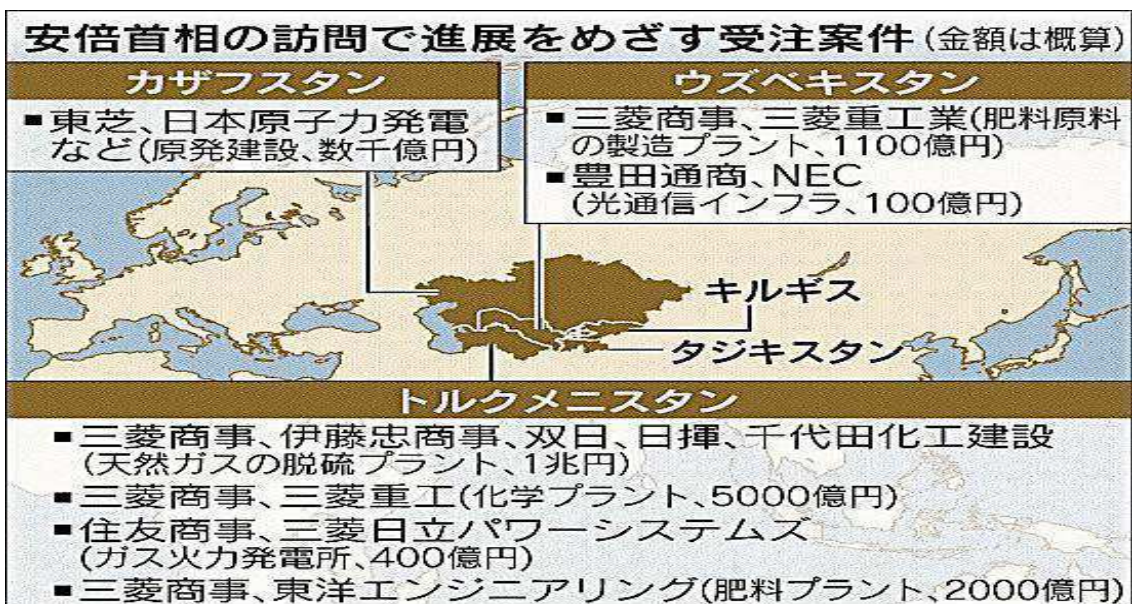 安倍首相の訪問で進展をめざす受注案件(金額は概算)
カザフスタン
■東芝、日本原子力発電
など(原発建設、数千億円)
ウズベキスタン
■三菱商事、三菱重工業(肥料原料
の製造プラント、1100億円)
■豊田通商、NEC
(光通信インフラ、100億円)
キルギス
タジキスタン
トルクメニスタン
■三菱商事、伊藤忠商事、双日、日揮、千代田化工建設
(天然ガスの脱硫プラント、1兆円)
■三菱商事、三菱重工(化学プラント、5000億円)
■住友商事、三菱日立パワーシステムズ
(ガス火力発電所、400億円)
■三菱商事、東洋エンジニアリング(肥料プラント、2000億円)